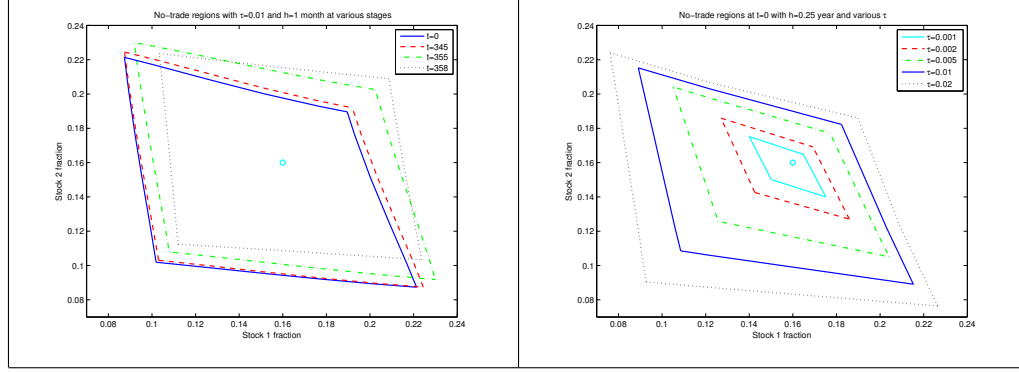 No-trade regions with τ=0.01 and h=1 month at various stages
0.24
0.22
0.2
0.18
0.16
0.14
0.12
0.1
0.08
Stock 2 fraction
t=0
t=345
t=355
t=358
0.08 0.1 0.12 0.14 0.16 0.18 0.2 0.22 0.24
Stock 1 fraction
No-trade regions at t=0 with h=0.25 year and various τ
0.24
0.22
0.2
0.18
0.16
0.14
0.12
0.1
0.08
Stock 2 fraction
τ=0.001
τ=0.002
τ=0.005
τ=0.01
τ=0.02
0.08 0.1 0.12 0.14 0.16 0.18 0.2 0.22 0.24
Stock 1 fraction